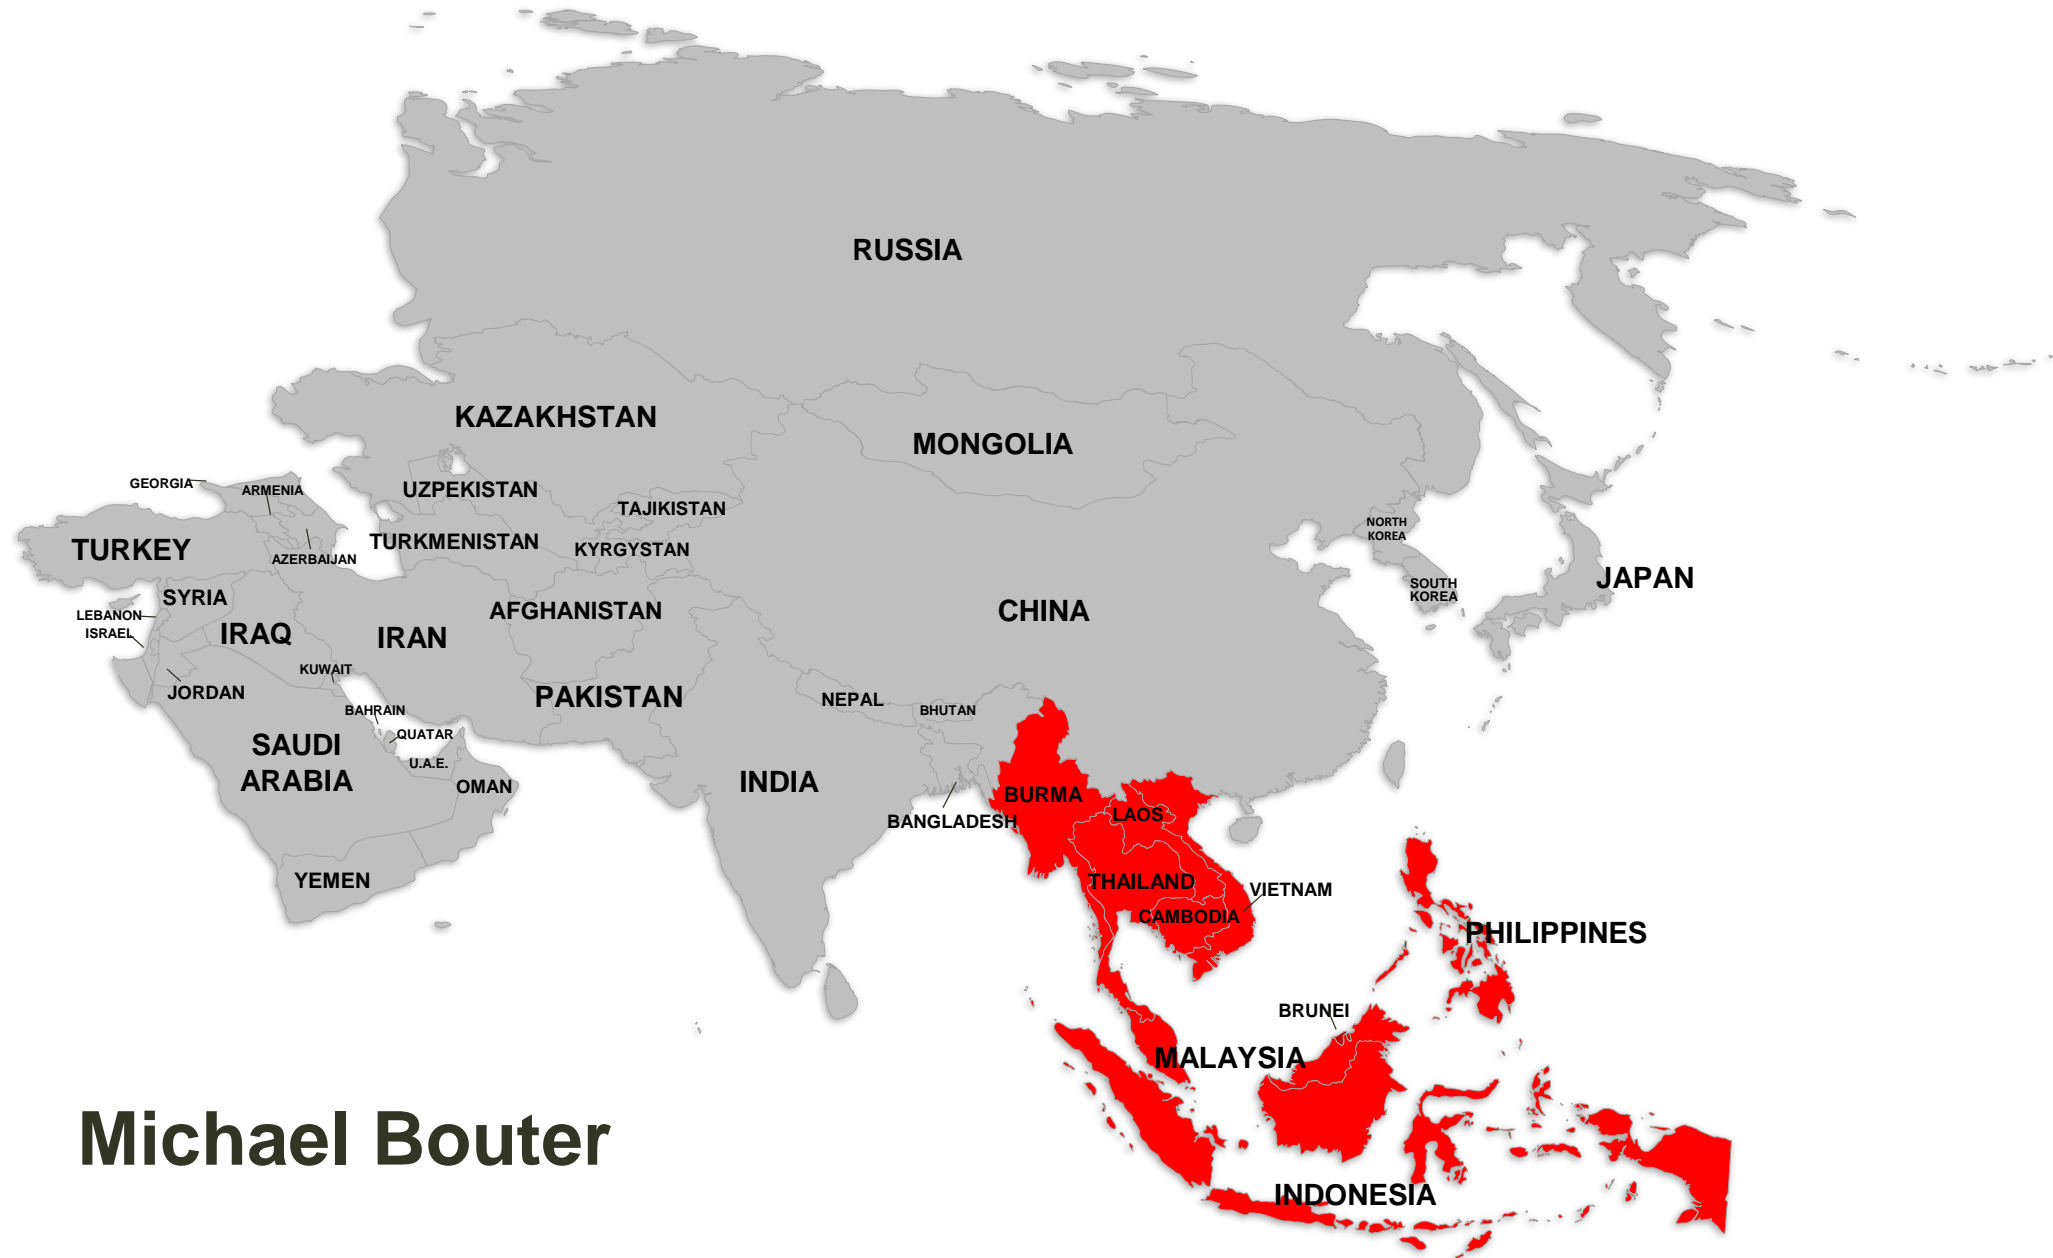 RUSSIA
KAZAKHSTAN
MONGOLIA
GEORGIA
ARMENIA
UZPEKISTAN
TAJIKISTAN
NORTH
KOREA
TURKEY
AZERBAIJAN
TURKMENISTAN
KYRGYSTAN
SOUTH
KOREA
JAPAN
SYRIA
LEBANON
ISRAEL
IRAQ
IRAN
AFGHANISTAN
CHINA
KUWAIT
JORDAN
PAKISTAN
NEPAL
BHUTAN
BAHRAIN
QUATAR
SAUDI
ARABIA
U.A.E.
OMAN
INDIA
BURMA
LAOS
BANGLADESH
YEMEN
THAILAND
VIETNAM
CAMBODIA
PHILIPPINES
BRUNEI
MALAYSIA
Michael Bouter
INDONESIA